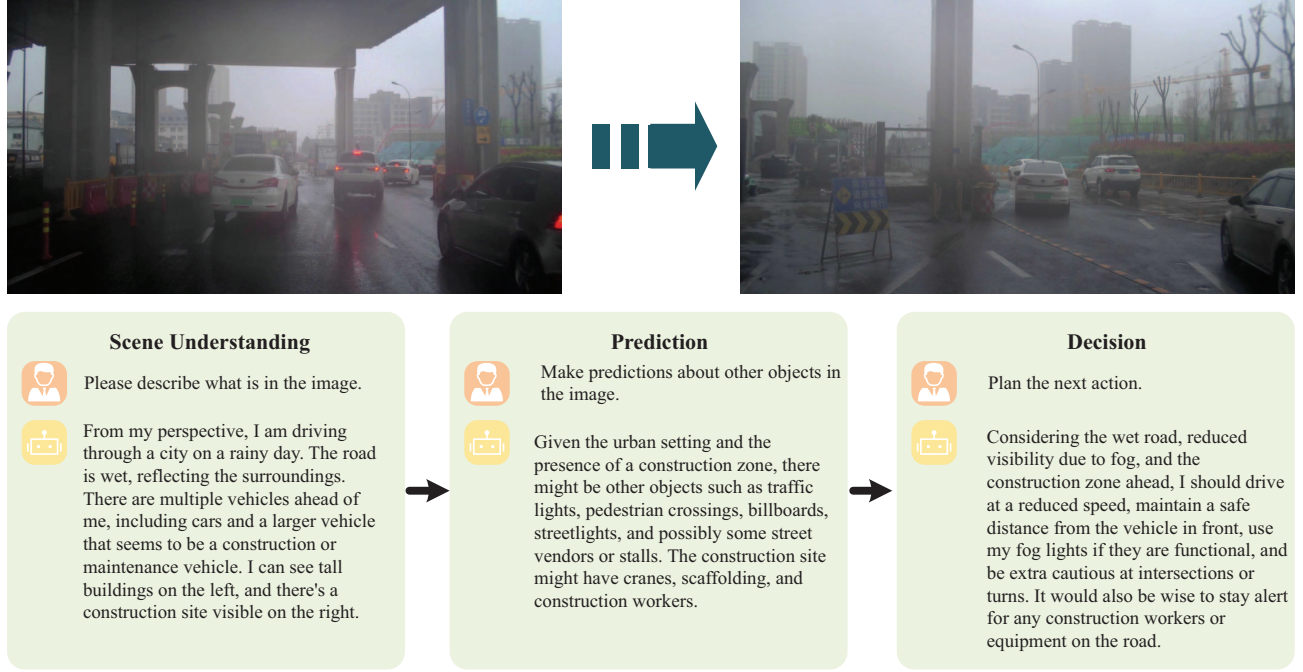 Scene Understanding
Please describe what is in the image.
From my perspective, I am driving
through a city on a rainy day. The road
is wet, reflecting the surroundings.
There are multiple vehicles ahead of
me, including cars and a larger vehicle
that seems to be a construction or
maintenance vehicle. I can see tall
buildings on the left, and there's a
construction site visible on the right.
Prediction
Make predictions about other objects in
the image.
Given the urban setting and the
presence of a construction zone, there
might be other objects such as traffic
lights, pedestrian crossings, billboards,
streetlights, and possibly some street
vendors or stalls. The construction site
might have cranes, scaffolding, and
construction workers.
Decision
Plan the next action.
Considering the wet road, reduced
visibility due to fog, and the
construction zone ahead, I should drive
at a reduced speed, maintain a safe
distance from the vehicle in front, use
my fog lights if they are functional, and
be extra cautious at intersections or
turns. It would also be wise to stay alert
for any construction workers or
equipment on the road.